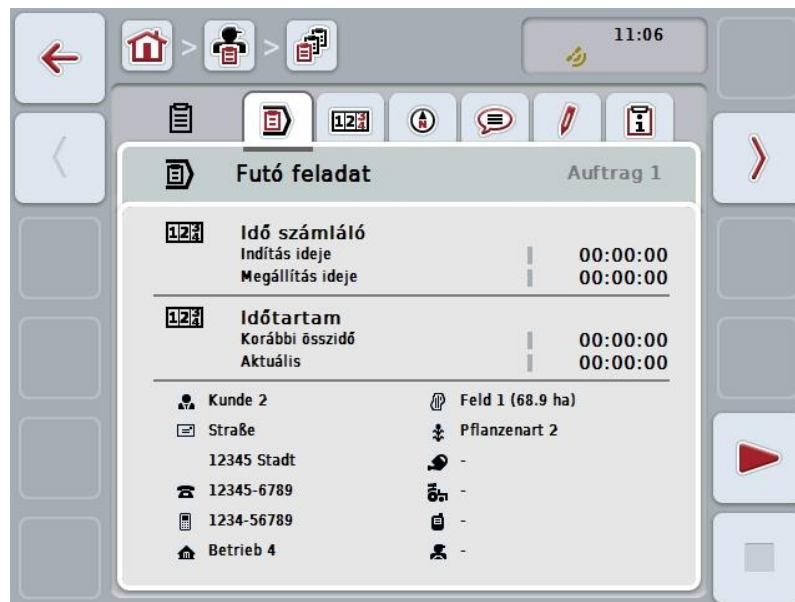 11:06
Futó feladat Auftrag 1
Idő számláló
Indítás ideje 00:00:00
Megállítás ideje 00:00:00
Időtartam
Korábbi összidő 00:00:00
Aktuális 00:00:00
Kunde 2 Feld 1 (68.9 ha)
Straße Pflanzenart 2
12345 Stadt -
12345-6789 -
1234-56789 -
Betrieb 4 -